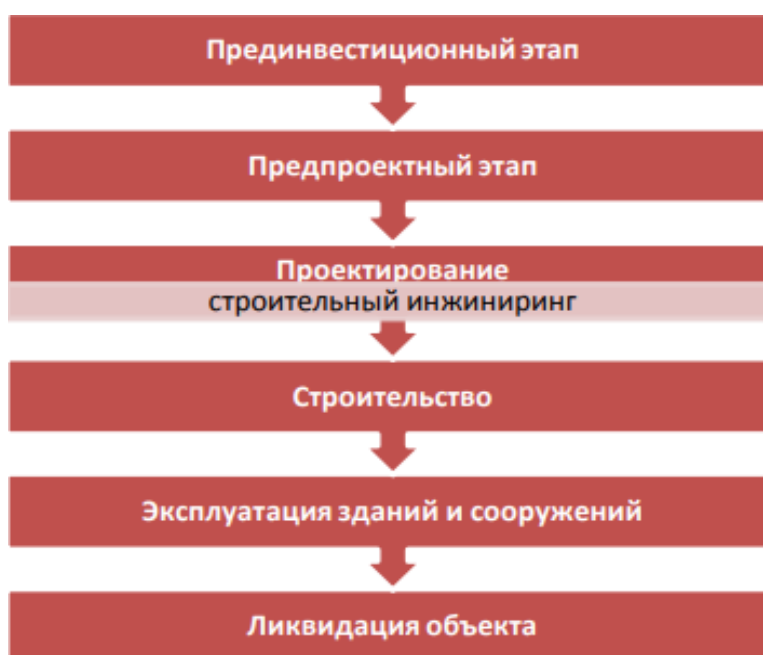 Прединвестиционный этап
Предпроектный этап
Проектирование
строительный инжиниринг
Строительство
Эксплуатация зданий и сооружений
Ликвидация объекта